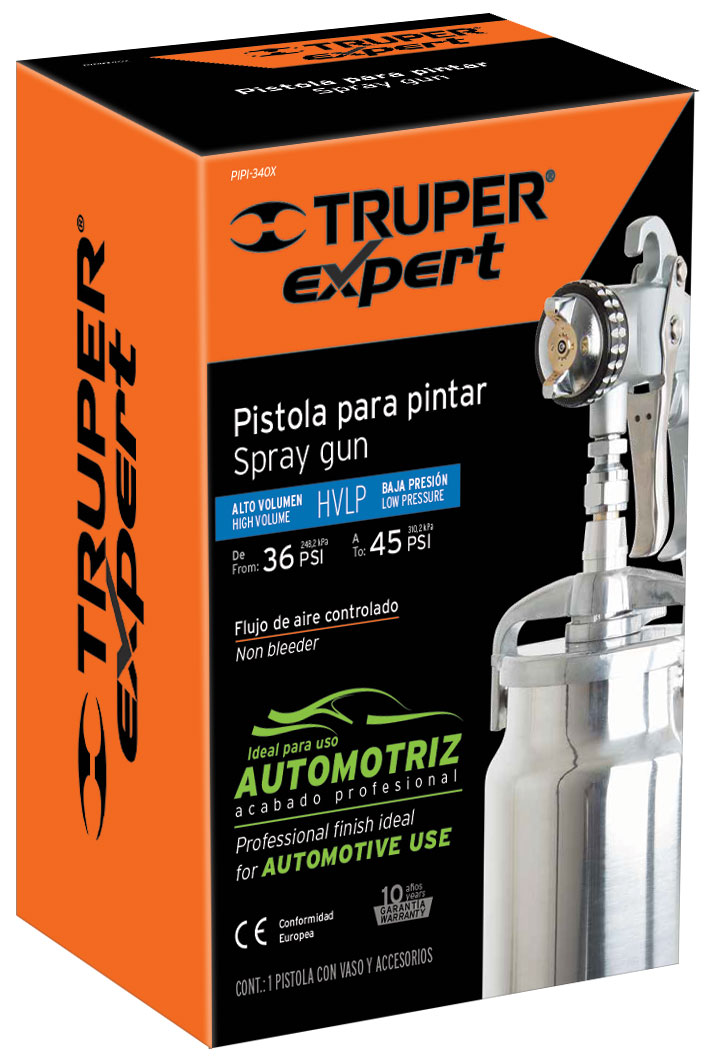 TRUPER
expert
Pistola para pintar
Spray gun
PIPI-340X
TRUPER®
expert
Pistola para pintar
Spray gun
ALTO VOLUMEN
HIGH VOLUME
HVLP
BAJA PRESIÓN
LOW PRESSURE
De
From: 36 PSI
248,2 kPa
A
To: 45 PSI
310,2 kPa
Flujo de aire controlado
Non bleeder
Ideal para uso
AUTOMOTRIZ
acabado profesional
Professional finish ideal
for AUTOMOTIVE USE
CE Conformidad
Europea
10 años
years
GARANTÍA
WARRANTY
CONT.: 1 PISTOLA CON VASO Y ACCESORIOS
TRUPER®
expert